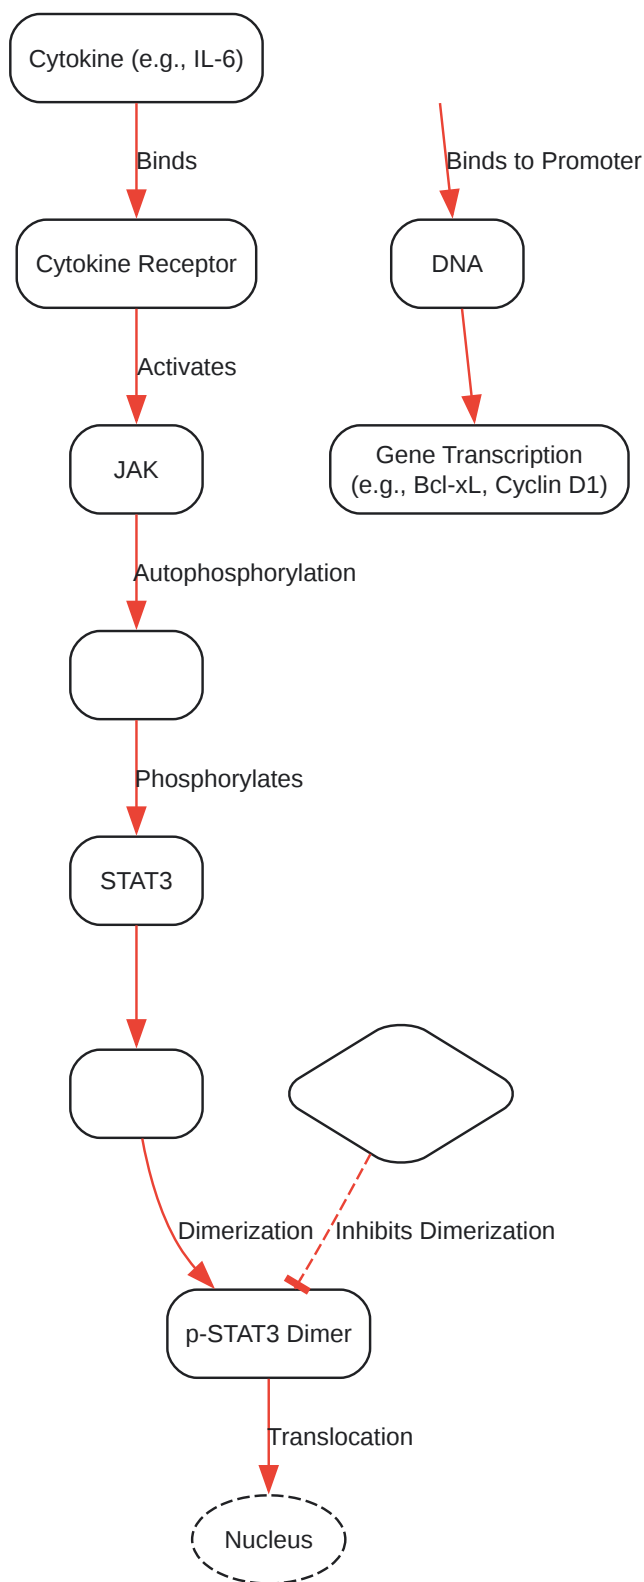 Cytokine (e.g., IL-6)
Binds
Binds to Promoter
Cytokine Receptor
DNA
Activates
JAK
Gene Transcription
(e.g., Bcl-xL, Cyclin D1)
Autophosphorylation
Phosphorylates
STAT3
Dimerization
Inhibits Dimerization
p-STAT3 Dimer
Translocation
Nucleus